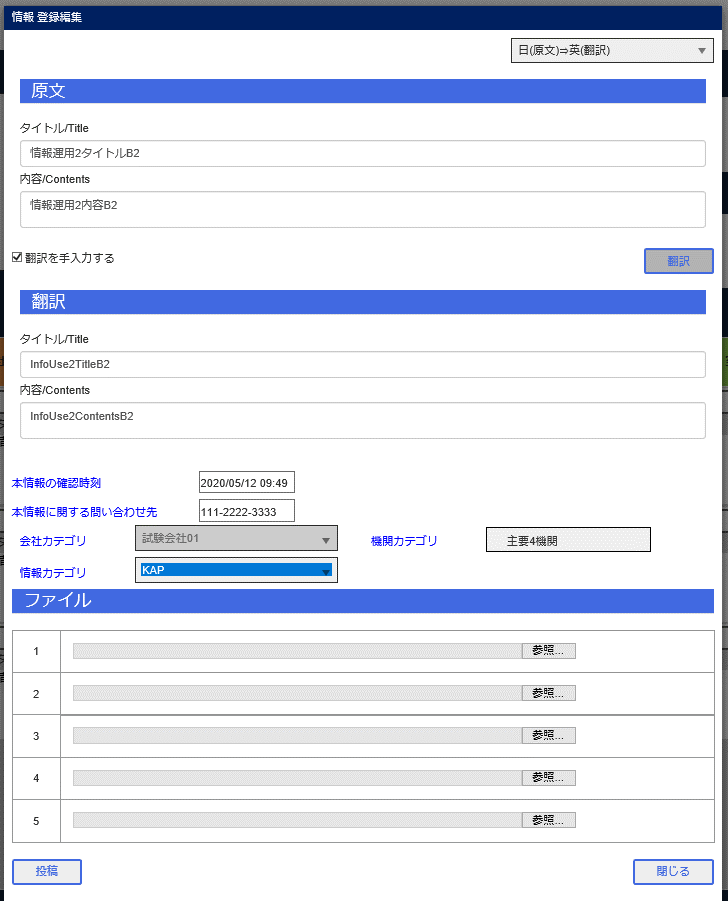 情報 登録編集
日(原文)⇒英(翻訳)
原文
タイトル/Title
情報運用2タイトルB2
内容/Contents
情報運用2内容B2
翻訳を手入力する
翻訳
翻訳
タイトル/Title
InfoUse2TitleB2
内容/Contents
InfoUse2ContentsB2
本情報の確認時刻 2020/05/12 09:49
本情報に関する問い合わせ先 111-2222-3333
会社カテゴリ 試験会社01 機関カテゴリ 主要4機関
情報カテゴリ KAP
ファイル
1 参照...
2 参照...
3 参照...
4 参照...
5 参照...
投稿 閉じる